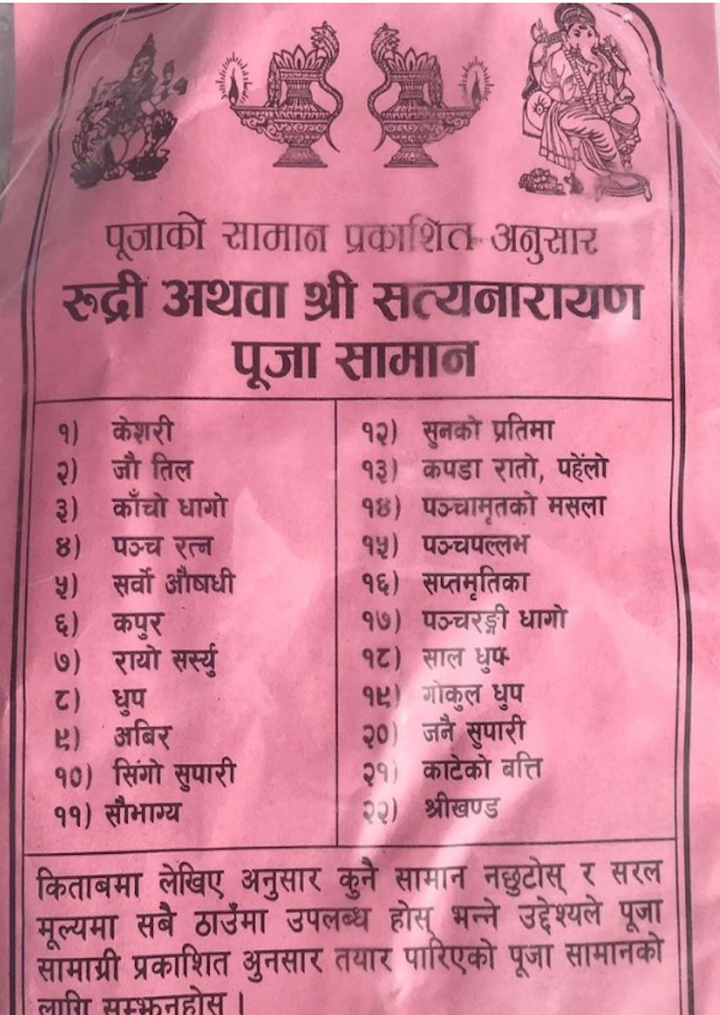 पूजाको सामान प्रकाशित अनुसार
रुद्री अथवा श्री सत्यनारायण
पूजा सामान
१) केशरी
२) जौ तिल
३) काँचो धागो
४) पञ्च रत्न
५) सर्वो औषधी
६) कपुर
७) रायो सर्स्यु
८) धुप
९) अबिर
१०) सिंगो सुपारी
११) सौभाग्य
१२) सुनको प्रतिमा
१३) कपडा रातो, पहेंलो
१४) पञ्चामृतको मसला
१५) पञ्चपल्लभ
१६) सप्तमृतिका
१७) पञ्चरङ्गी धागो
१८) साल धुप
१९) गोकुल धुप
२०) जनै सुपारी
२१) काटेको बत्ति
२२) श्रीखण्ड
किताबमा लेखिए अनुसार कुनै सामान नछुटोस् र सरल
मूल्यमा सबै ठाउँमा उपलब्ध होस् भन्ने उद्देश्यले पूजा
सामाग्री प्रकाशित अुनसार तयार पारिएको पूजा सामानको
लागि सम्झनुहोस् ।